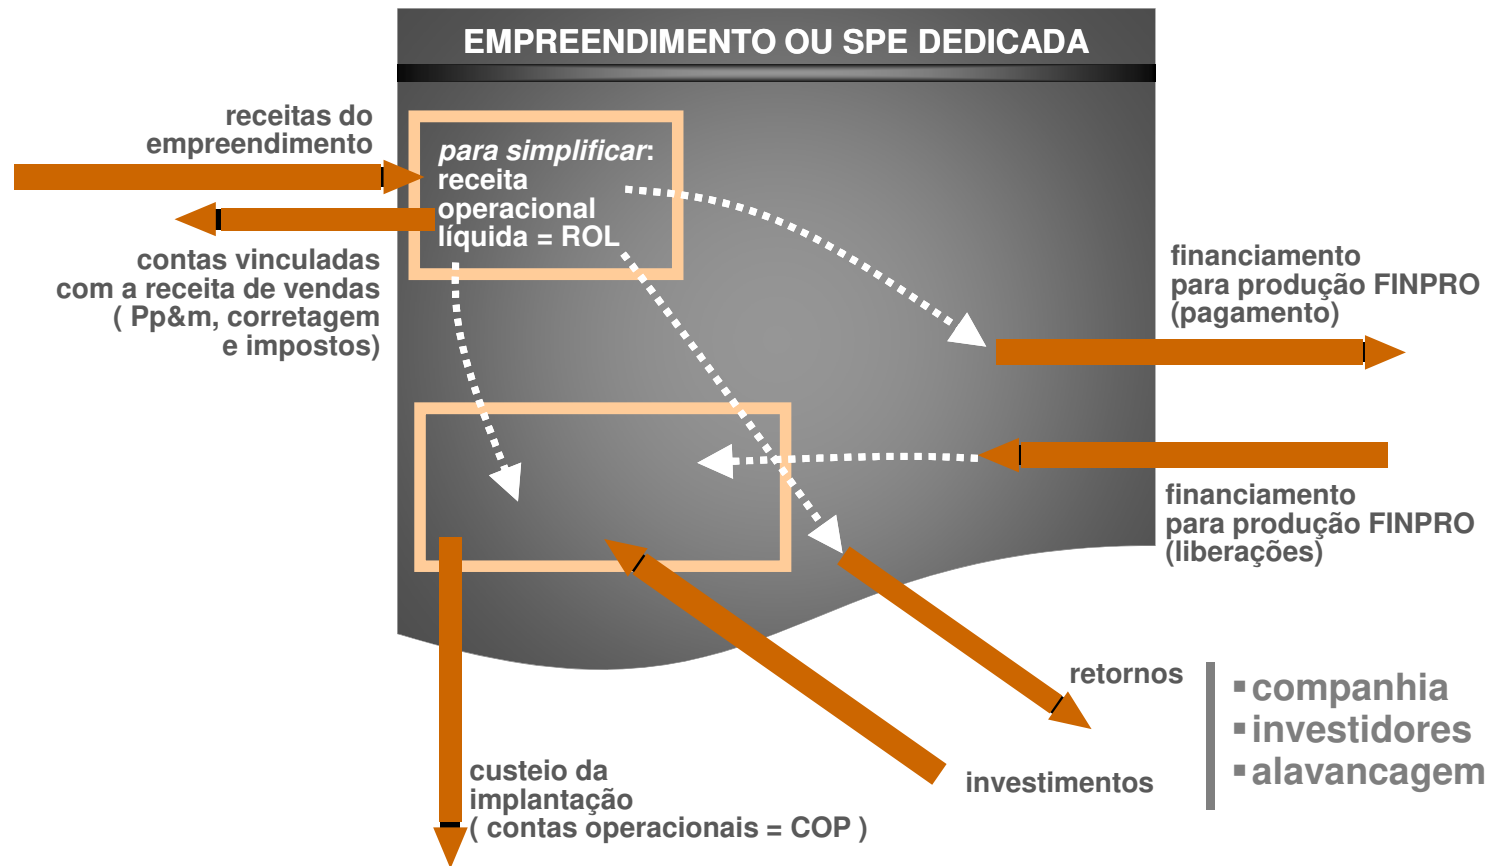 EMPREENDIMENTO OU SPE DEDICADA
receitas do
empreendimento
para simplificar:
receita
operacional
líquida = ROL
contas vinculadas
com a receita de vendas
( Pp&m, corretagem
e impostos)
financiamento
para produção FINPRO
(pagamento)
financiamento
para produção FINPRO
(liberações)
retornos
investimentos
▪companhia
▪investidores
▪alavancagem
custeio da
implantação
( contas operacionais = COP )